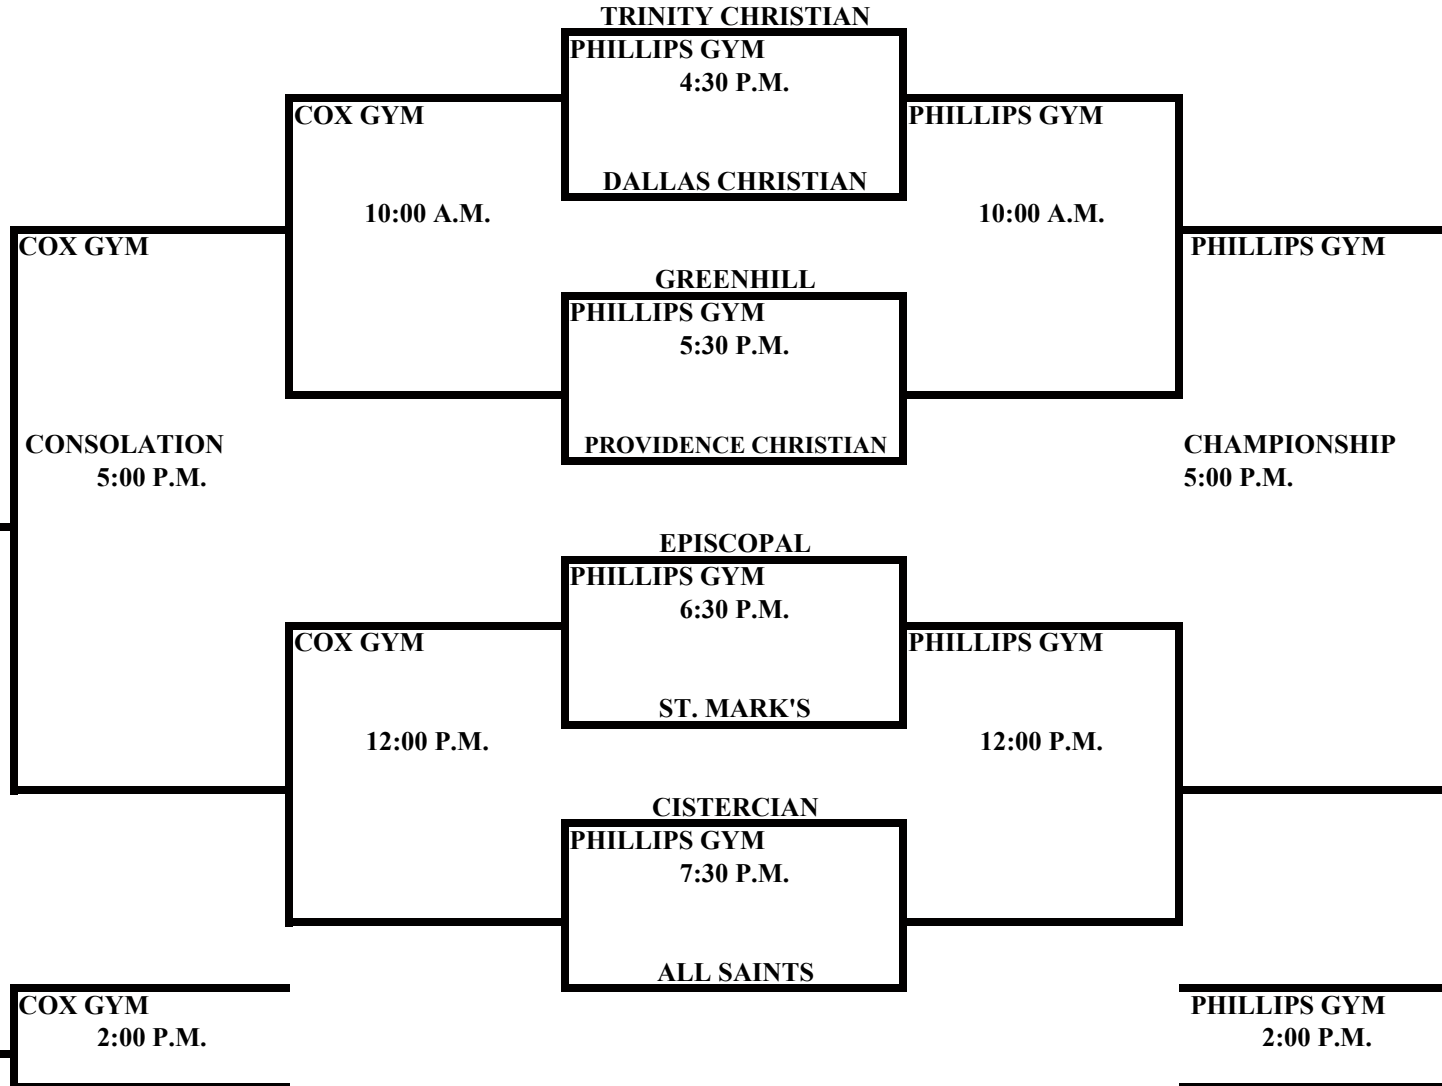 TRINITY CHRISTIAN
PHILLIPS GYM
4:30 P.M.
COX GYM
PHILLIPS GYM
DALLAS CHRISTIAN
10:00 A.M.
10:00 A.M.
COX GYM
PHILLIPS GYM
GREENHILL
PHILLIPS GYM
5:30 P.M.
CONSOLATION
5:00 P.M.
PROVIDENCE CHRISTIAN
CHAMPIONSHIP
5:00 P.M.
EPISCOPAL
PHILLIPS GYM
6:30 P.M.
COX GYM
PHILLIPS GYM
ST. MARK'S
12:00 P.M.
12:00 P.M.
CISTERCIAN
PHILLIPS GYM
7:30 P.M.
ALL SAINTS
COX GYM
2:00 P.M.
PHILLIPS GYM
2:00 P.M.